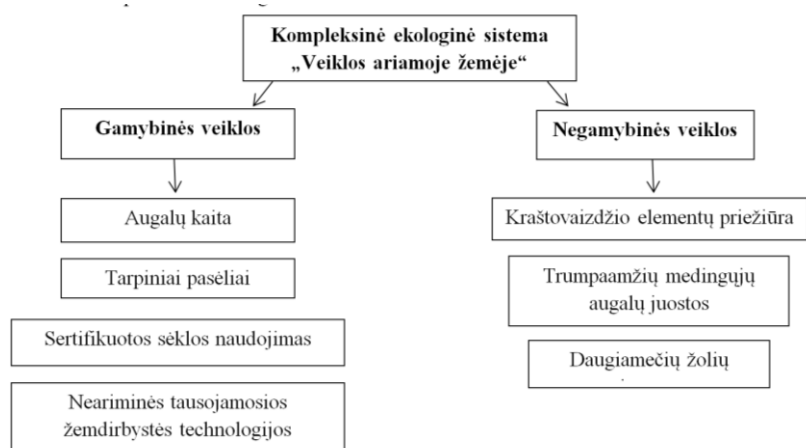 Kompleksinė ekologinė sistema
„Veiklos ariamoje žemėje“
Gamybinės veiklos
Augalų kaita
Tarpiniai pasėliai
Sertifikuotos sėklos naudojimas
Neariminės tausojamosios
žemdirbystės technologijos
Negamybinės veiklos
Kraštovaizdžio elementų priežiūra
Trumpaamžių medingųjų
augalų juostos
Daugiamečių žolių